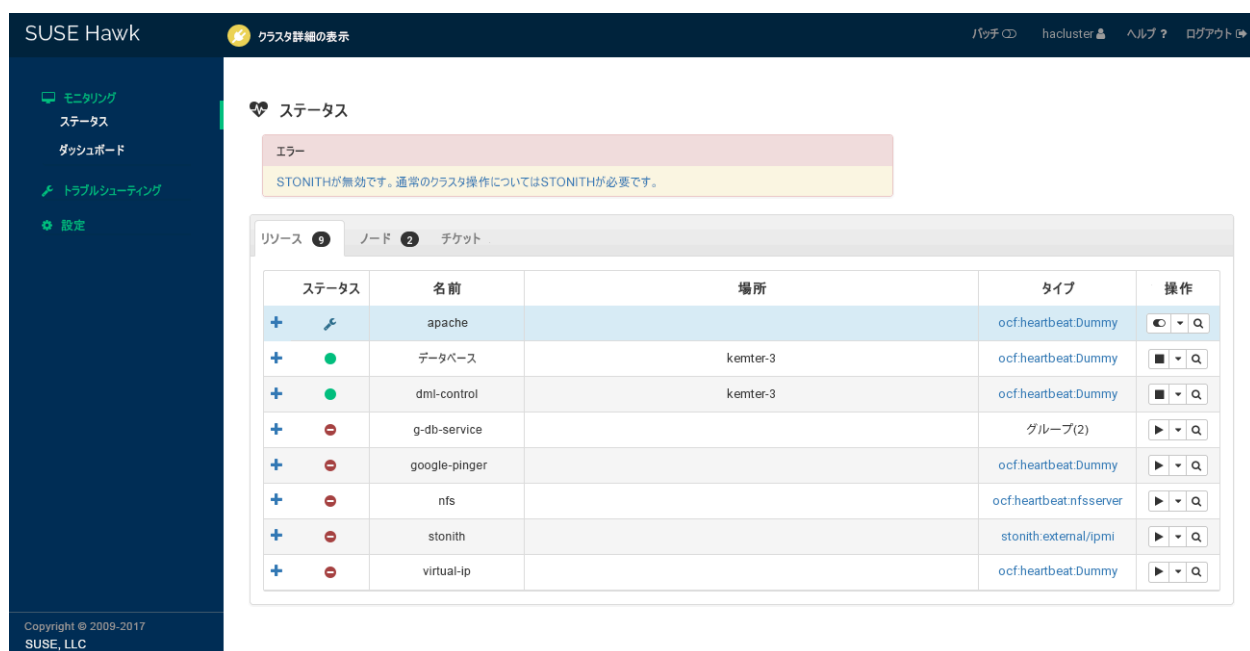 SUSE Hawk
クラスタ詳細の表示
バッチ hacluster ヘルプ ? ログアウト
モニタリング
ステータス
ダッシュボード
トラブルシューティング
設定
ステータス
エラー
STONITHが無効です。通常のクラスタ操作についてはSTONITHが必要です。
リソース 9 ノード 2 チケット
ステータス 名前 場所 タイプ 操作
apache ocf:heartbeat:Dummy
データベース kemter-3 ocf:heartbeat:Dummy
dml-control kemter-3 ocf:heartbeat:Dummy
g-db-service グループ(2)
google-pinger ocf:heartbeat:Dummy
nfs ocf:heartbeat:nfsserver
stonith stonith:external/ipmi
virtual-ip ocf:heartbeat:Dummy
Copyright © 2009-2017
SUSE, LLC